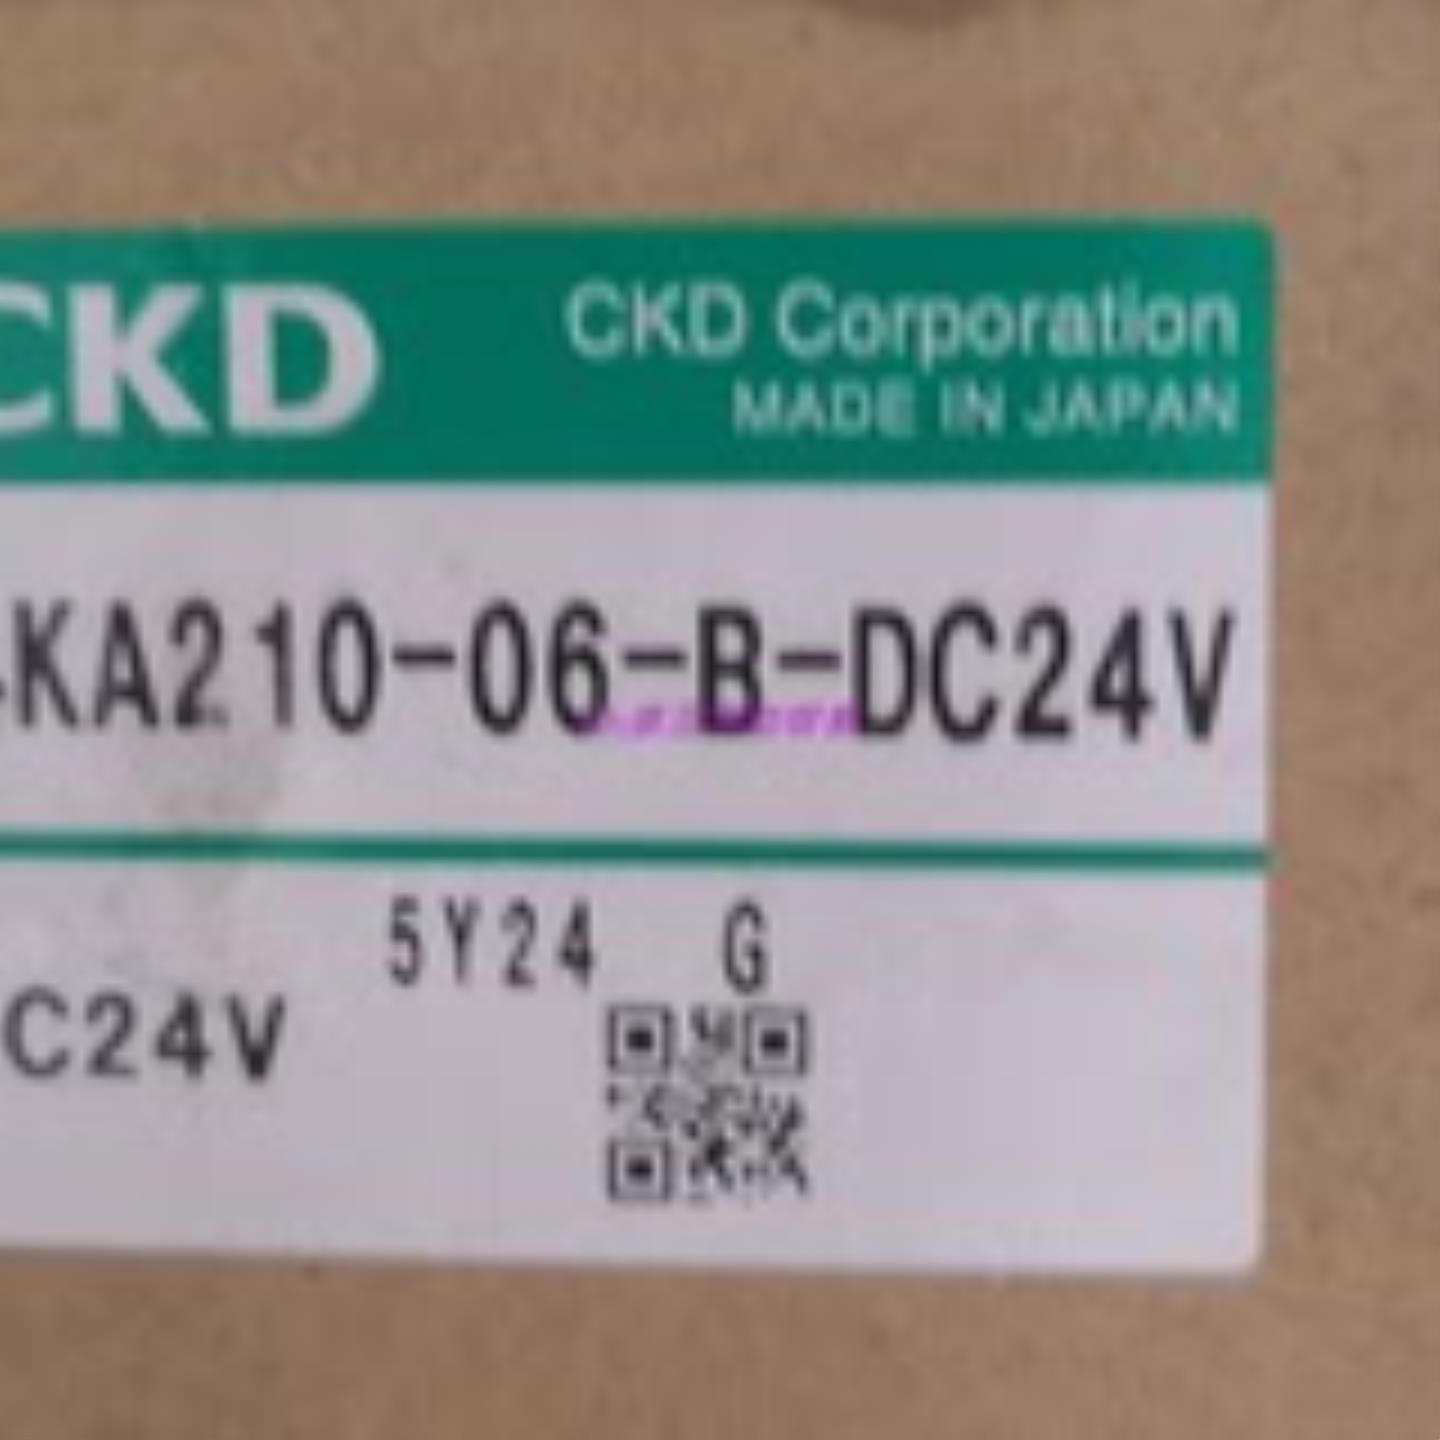 CKD
CKD Corporation
MADE IN JAPAN
KA210-06-B-DC24V
5Y24 G
C24V